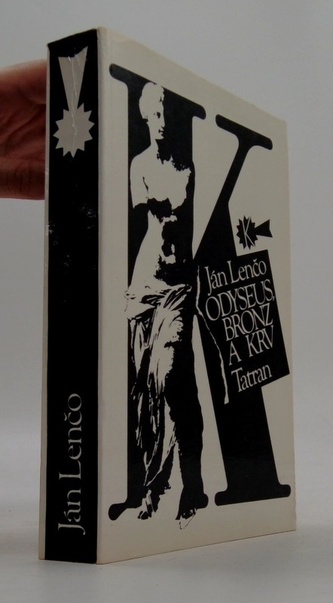 Ján Lenčo
K
K
Ján Lenčo
ODYSEUS,
BRONZ
A KRV
Tatran